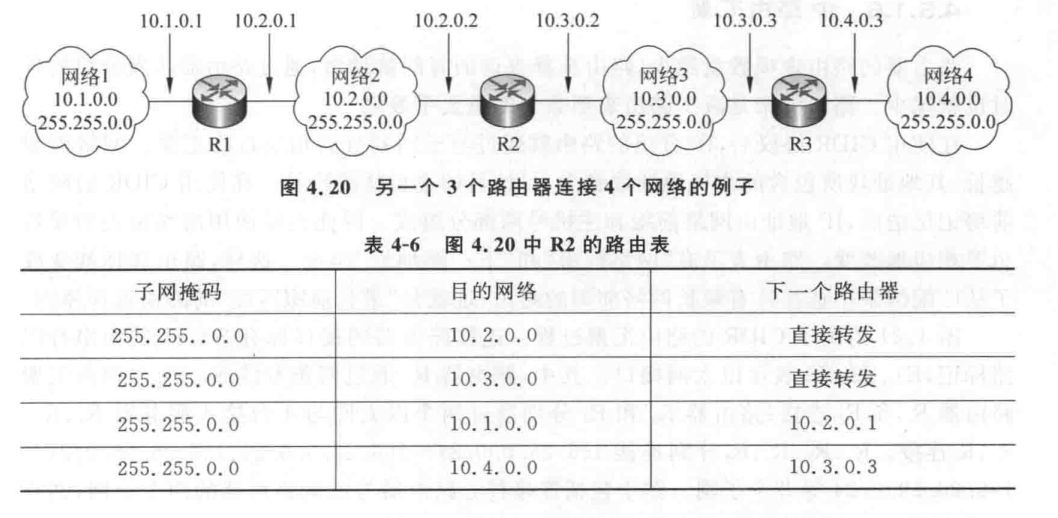 10.1.0.1 10.2.0.1 10.2.0.2 10.3.0.2 10.3.0.3 10.4.0.3
网络1 网络2 网络3 网络4
10.1.0.0 10.2.0.0 10.3.0.0 10.4.0.0
255.255.0.0 255.255.0.0 255.255.0.0 255.255.0.0
R1 R2 R3
图 4.20 另一个 3 个路由器连接 4 个网络的例子
表 4-6 图 4.20 中 R2 的路由表
子网掩码 目的网络 下一个路由器
255.255.0.0 10.2.0.0 直接转发
255.255.0.0 10.3.0.0 直接转发
255.255.0.0 10.1.0.0 10.2.0.1
255.255.0.0 10.4.0.0 10.3.0.3